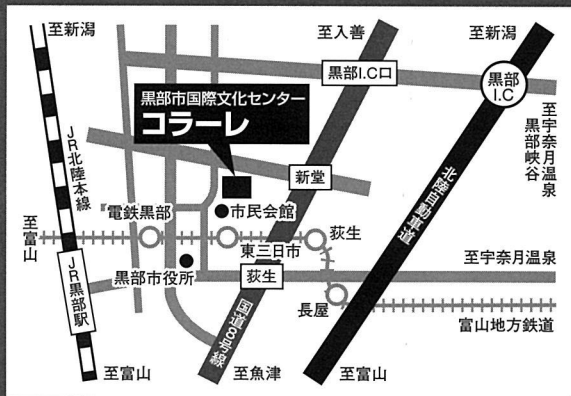 至新潟
至入善
至新潟
黒部I.C口
黒部
I.C
黒部市国際文化センター
コラーレ
至宇奈月温泉
黒部峡谷
JR北陸本線
新堂
北陸自動車道
市民会館
電鉄黒部
荻生
至富山
東三日市
至宇奈月温泉
黒部市役所
荻生
JR黒部駅
長屋
国道8号線
富山地方鉄道
至富山
至魚津
至富山